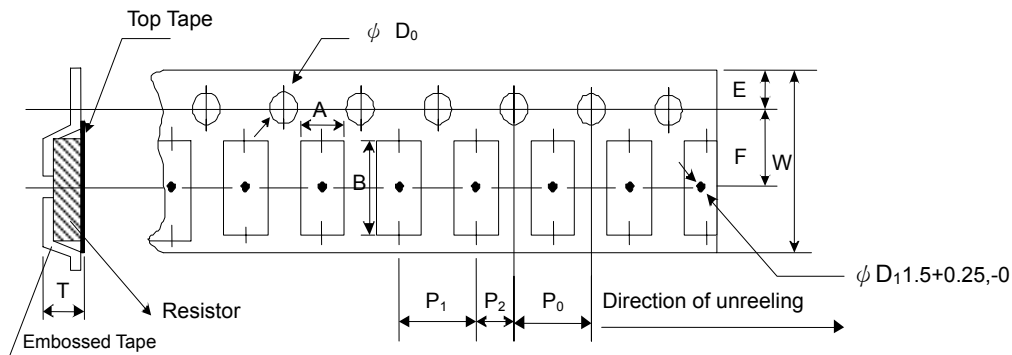 Top Tape
ϕ D0
E
A
F
W
B
ϕ D11.5+0.25,-0
T
P1
P2
P0
Direction of unreeling
Resistor
Embossed Tape